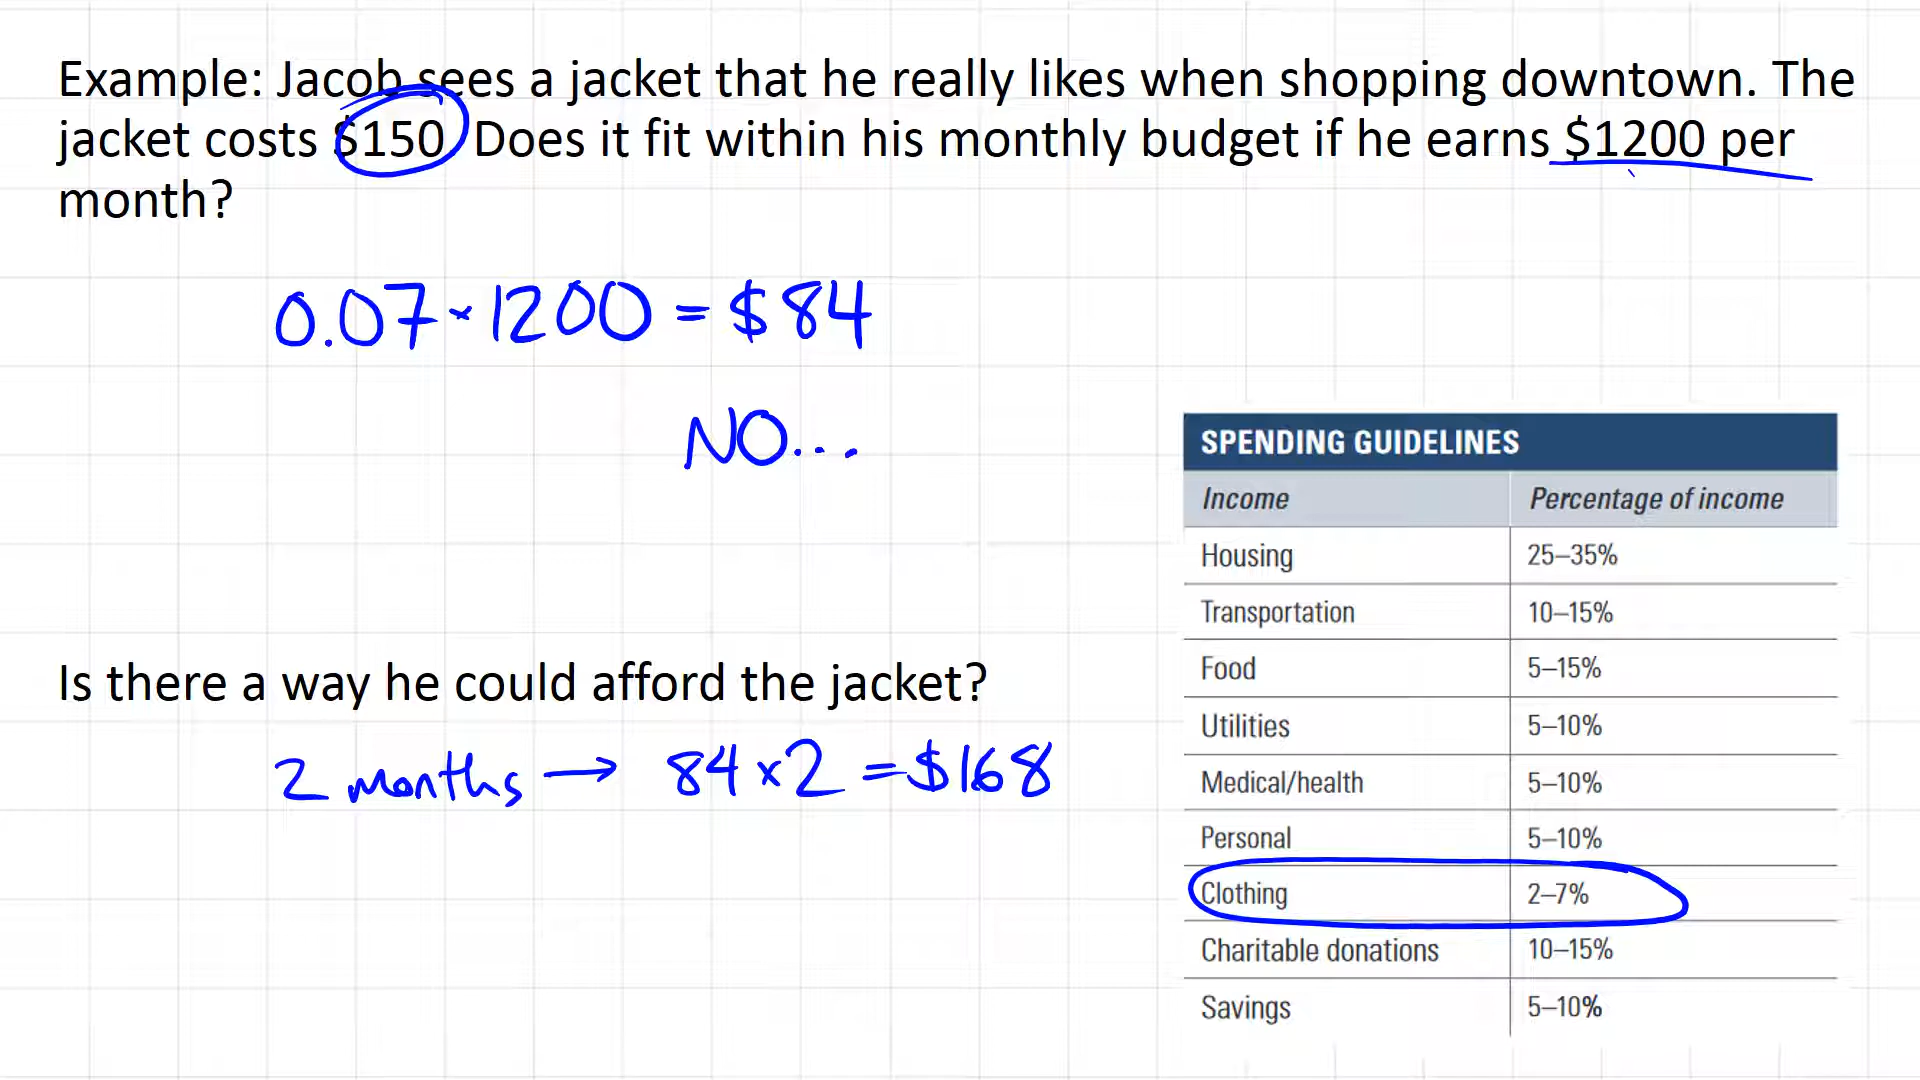 Example: Jacob sees a jacket that he really likes when shopping downtown. The
jacket costs $150 Does it fit within his monthly budget if he earns $1200 per
month?
0.07 × 1200 = $84
NO...
Is there a way he could afford the jacket?
2 months → 84 × 2 = $168
SPENDING GUIDELINES
Income Percentage of income
Housing 25–35%
Transportation 10–15%
Food 5–15%
Utilities 5–10%
Medical/health 5–10%
Personal 5–10%
Clothing 2–7%
Charitable donations 10–15%
Savings 5–10%